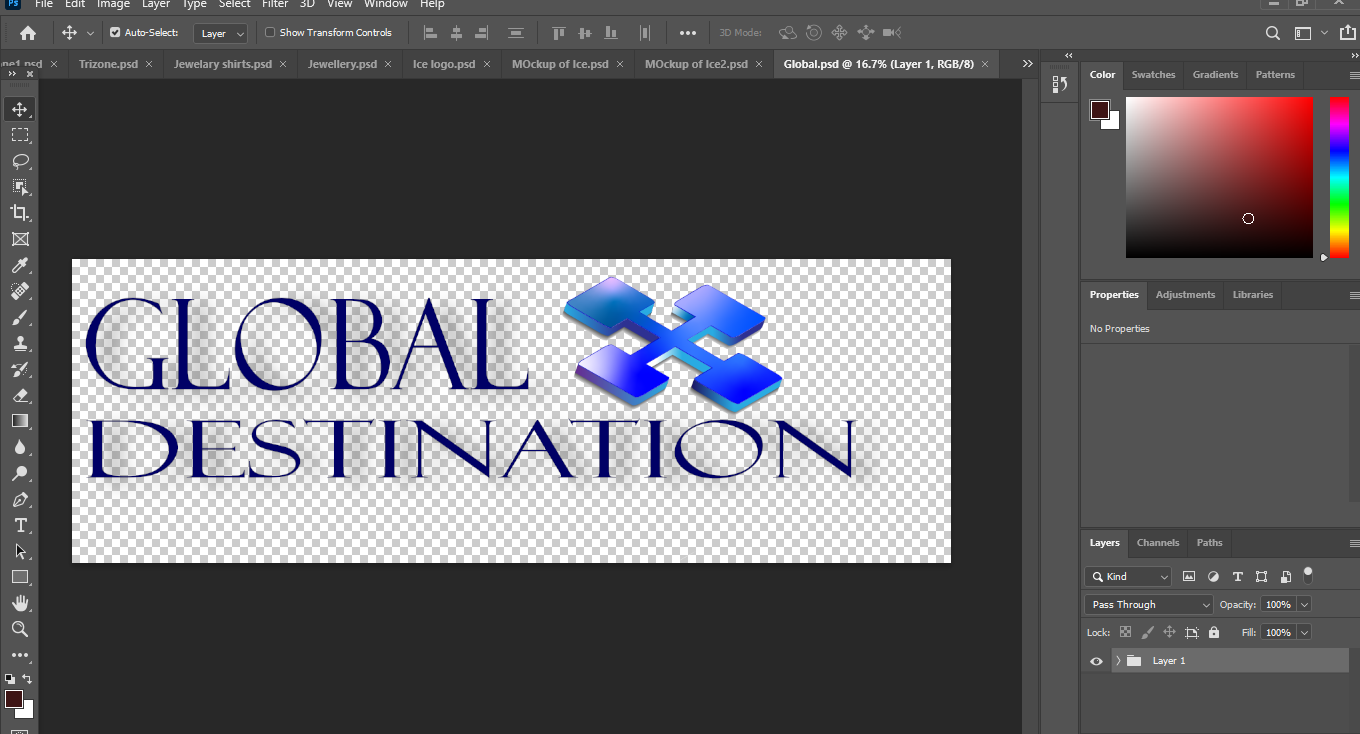 Ps File Edit Image Layer Type Select Filter 3D View Window Help
Auto-Select: Layer Show Transform Controls 3D Mode:
Trizone.psd × Jewelary shirts.psd × Jewellery.psd × Ice logo.psd × MOckup of Ice.psd × MOckup of Ice2.psd × Global.psd @ 16.7% (Layer 1, RGB/8) ×
Color Swatches Gradients Patterns
GLOBAL
DESTINATION
Properties Adjustments Libraries
No Properties
Layers Channels Paths
Kind
Pass Through Opacity: 100%
Lock: Fill: 100%
Layer 1